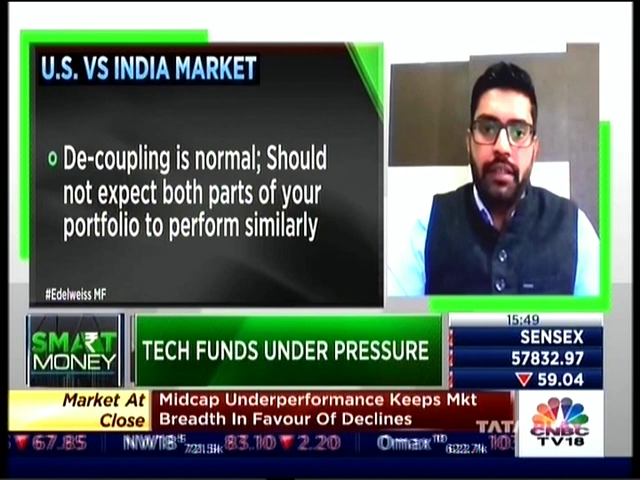 U.S. VS INDIA MARKET
De-coupling is normal; Should
not expect both parts of your
portfolio to perform similarly
#Edelweiss MF
15:49
SMART
MONEY
TECH FUNDS UNDER PRESSURE
SENSEX
57832.97
▼ 59.04
Market At
Close
Midcap Underperformance Keeps Mkt
Breadth In Favour Of Declines
TATA
CNBC
TV18
▼ 67.85 NW18 83.10 ▼ 2.20 Omax